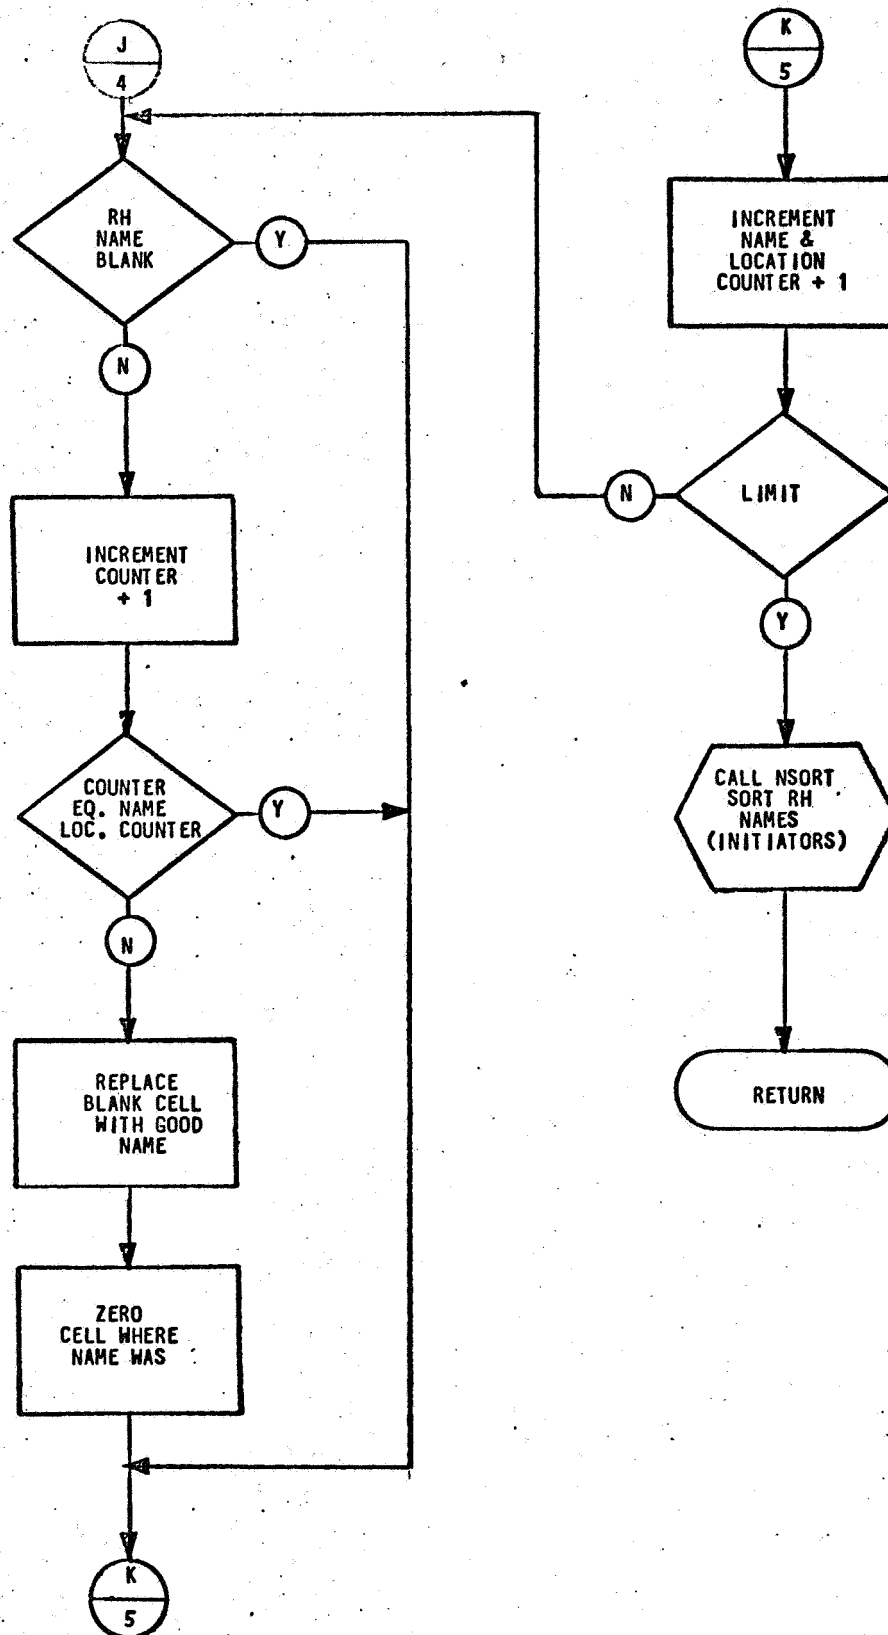 J
4
RH
NAME
BLANK
Y
N
INCREMENT
COUNTER
+ 1
COUNTER
EQ. NAME
LOC. COUNTER
Y
N
REPLACE
BLANK CELL
WITH GOOD
NAME
ZERO
CELL WHERE
NAME WAS
K
5
K
5
INCREMENT
NAME &
LOCATION
COUNTER + 1
LIMIT
N
Y
CALL NSORT
SORT RH
NAMES
(INITIATORS)
RETURN